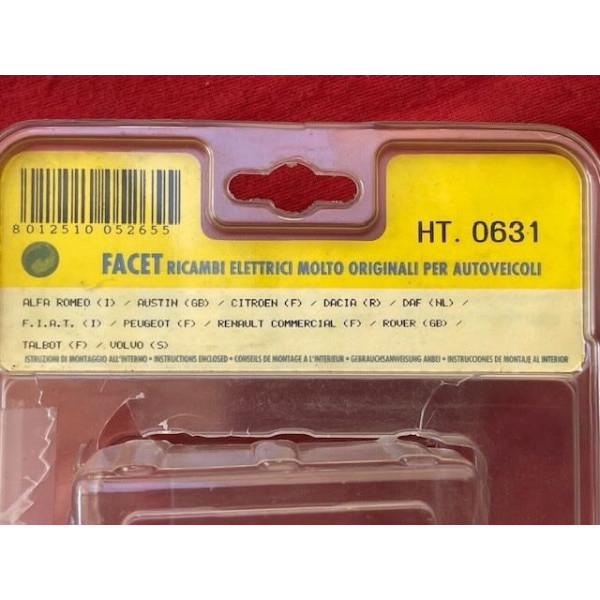 8012510 052655
HT. 0631
FACET RICAMBI ELETTRICI MOLTO ORIGINALI PER AUTOVEICOLI
ALFA ROMEO (I) / AUSTIN (GB) / CITROEN (F) / DACIA (R) / DAF (NL) /
F.I.A.T. (I) / PEUGEOT (F) / RENAULT COMMERCIAL (F) / ROVER (GB) /
TALBOT (F) / VOLVO (S)
ISTRUZIONI DI MONTAGGIO ALL'INTERNO • INSTRUCTIONS ENCLOSED • CONSEILS DE MONTAGE A L'INTERIEUR • GEBRAUCHSANWEISUNG ANBEI • INSTRUCCIONES DE MONTAJE AL INTERIOR